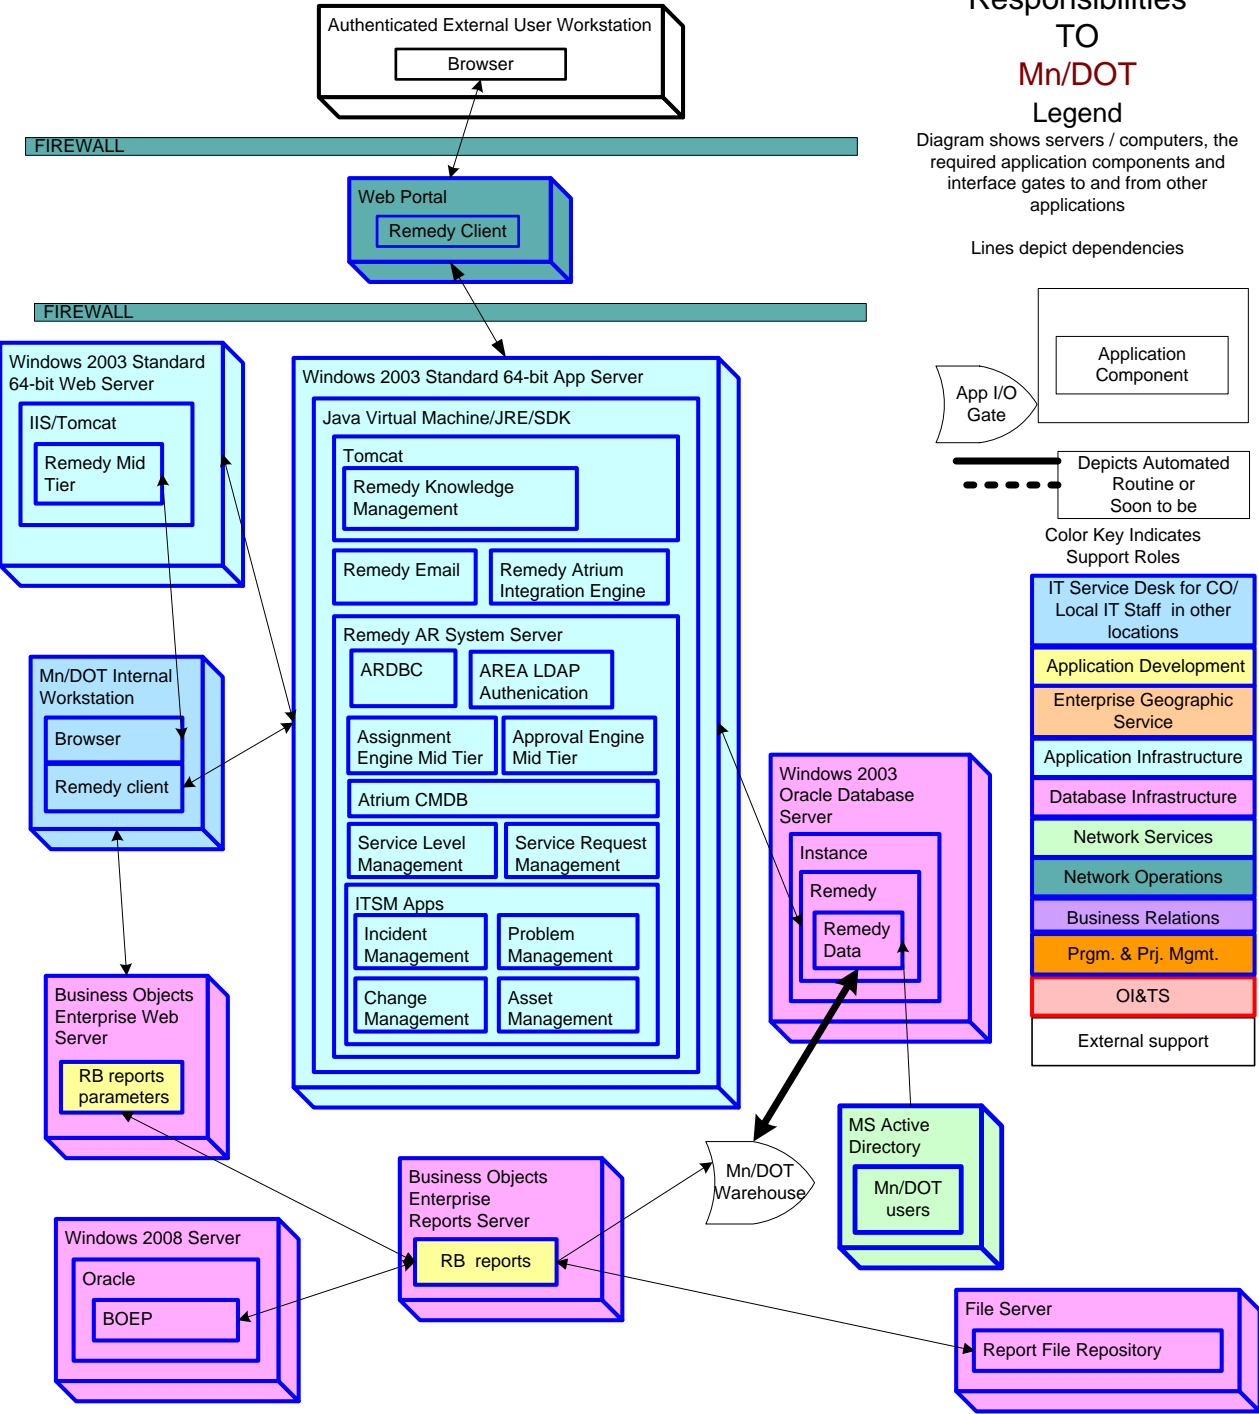 Responsibilities
TO
Mn/DOT
Legend
Diagram shows servers / computers, the
required application components and
interface gates to and from other
applications
Lines depict dependencies
Application
Component
App I/O
Gate
Depicts Automated
Routine or
Soon to be
Color Key Indicates
Support Roles
IT Service Desk for CO/
Local IT Staff in other
locations
Application Development
Enterprise Geographic
Service
Application Infrastructure
Database Infrastructure
Network Services
Network Operations
Business Relations
Prgm. & Prj. Mgmt.
OI&TS
External support
Authenticated External User Workstation
Browser
FIREWALL
Web Portal
Remedy Client
FIREWALL
Windows 2003 Standard
64-bit Web Server
IIS/Tomcat
Remedy Mid
Tier
Windows 2003 Standard 64-bit App Server
Java Virtual Machine/JRE/SDK
Tomcat
Remedy Knowledge
Management
Remedy Email
Remedy Atrium
Integration Engine
Remedy AR System Server
ARDBC
AREA LDAP
Authenication
Assignment
Engine Mid Tier
Approval Engine
Mid Tier
Atrium CMDB
Service Level
Management
Service Request
Management
ITSM Apps
Incident
Management
Problem
Management
Change
Management
Asset
Management
Mn/DOT Internal
Workstation
Browser
Remedy client
Windows 2003
Oracle Database
Server
Instance
Remedy
Remedy
Data
Business Objects
Enterprise Web
Server
RB reports
parameters
MS Active
Directory
Mn/DOT
users
Mn/DOT
Warehouse
Business Objects
Enterprise
Reports Server
RB reports
Windows 2008 Server
Oracle
BOEP
File Server
Report File Repository